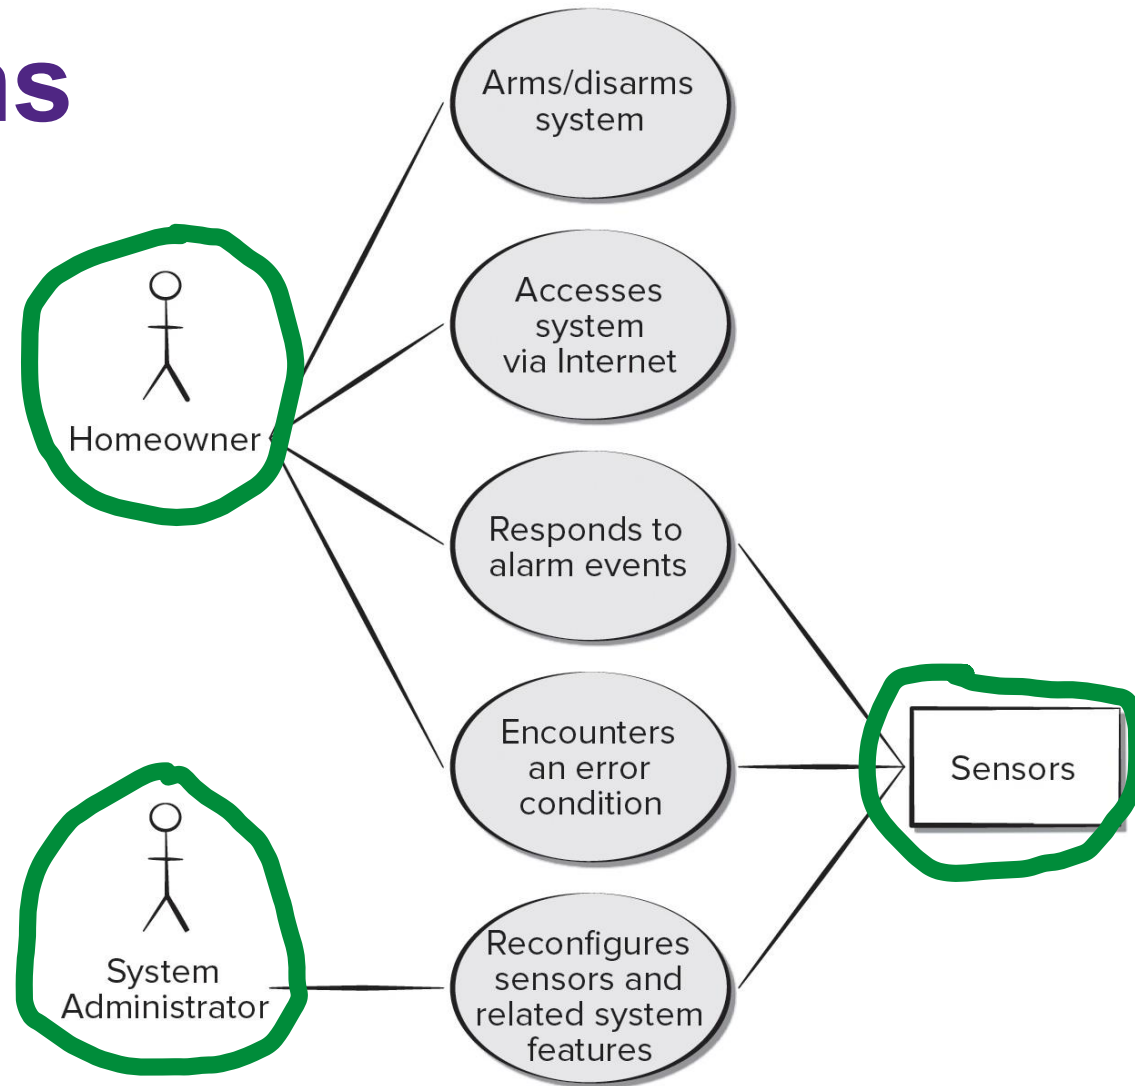 ns
Arms/disarms
system
Accesses
system
via Internet
Homeowner
Responds to
alarm events
Encounters
an error
condition
Sensors
System
Administrator
Reconfigures
sensors and
related system
features